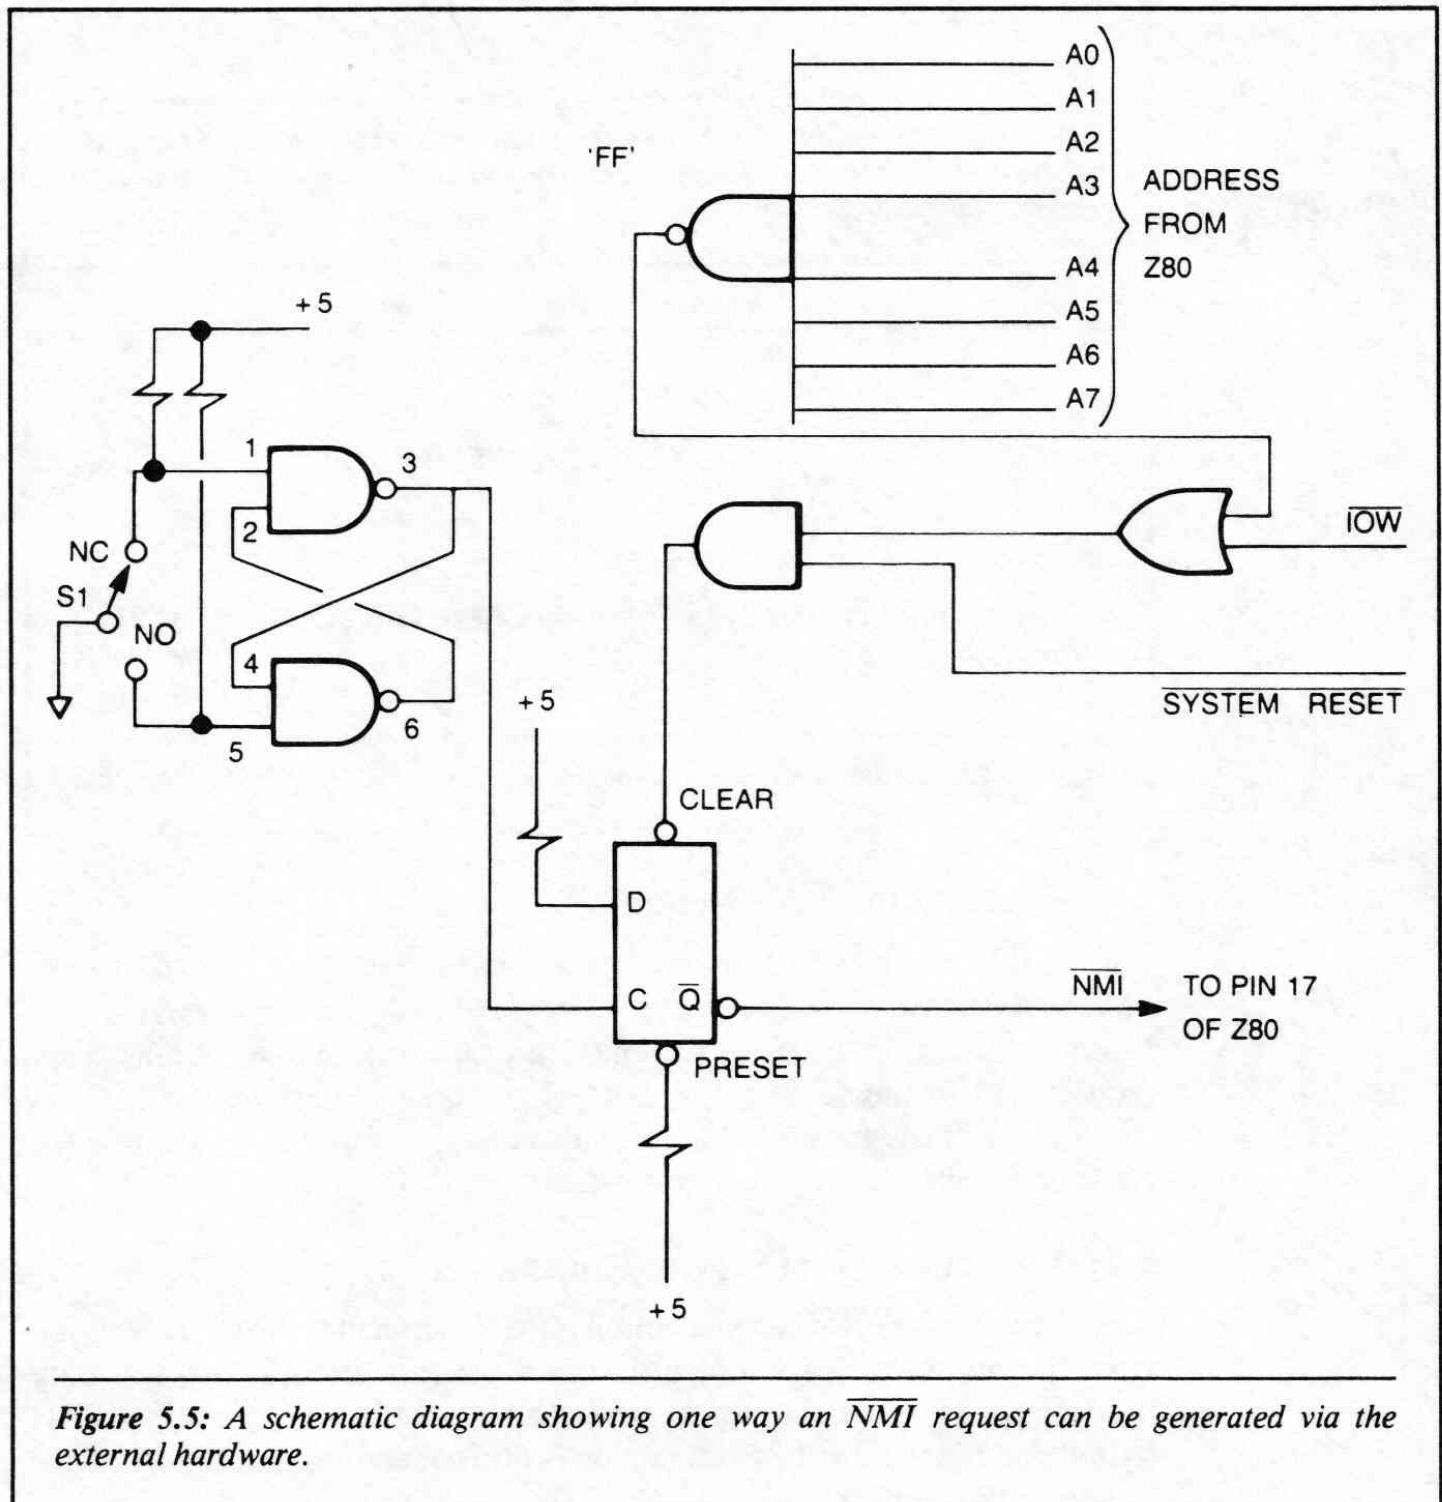 A0
A1
A2
'FF'
A3
ADDRESS
FROM
Z80
A4
A5
A6
A7
+5
1
3
2
NC
S1
NO
4
5
6
IOW
SYSTEM RESET
+5
CLEAR
D
C
Q
NMI
TO PIN 17
OF Z80
PRESET
+5
Figure 5.5: A schematic diagram showing one way an NMI request can be generated via the
external hardware.